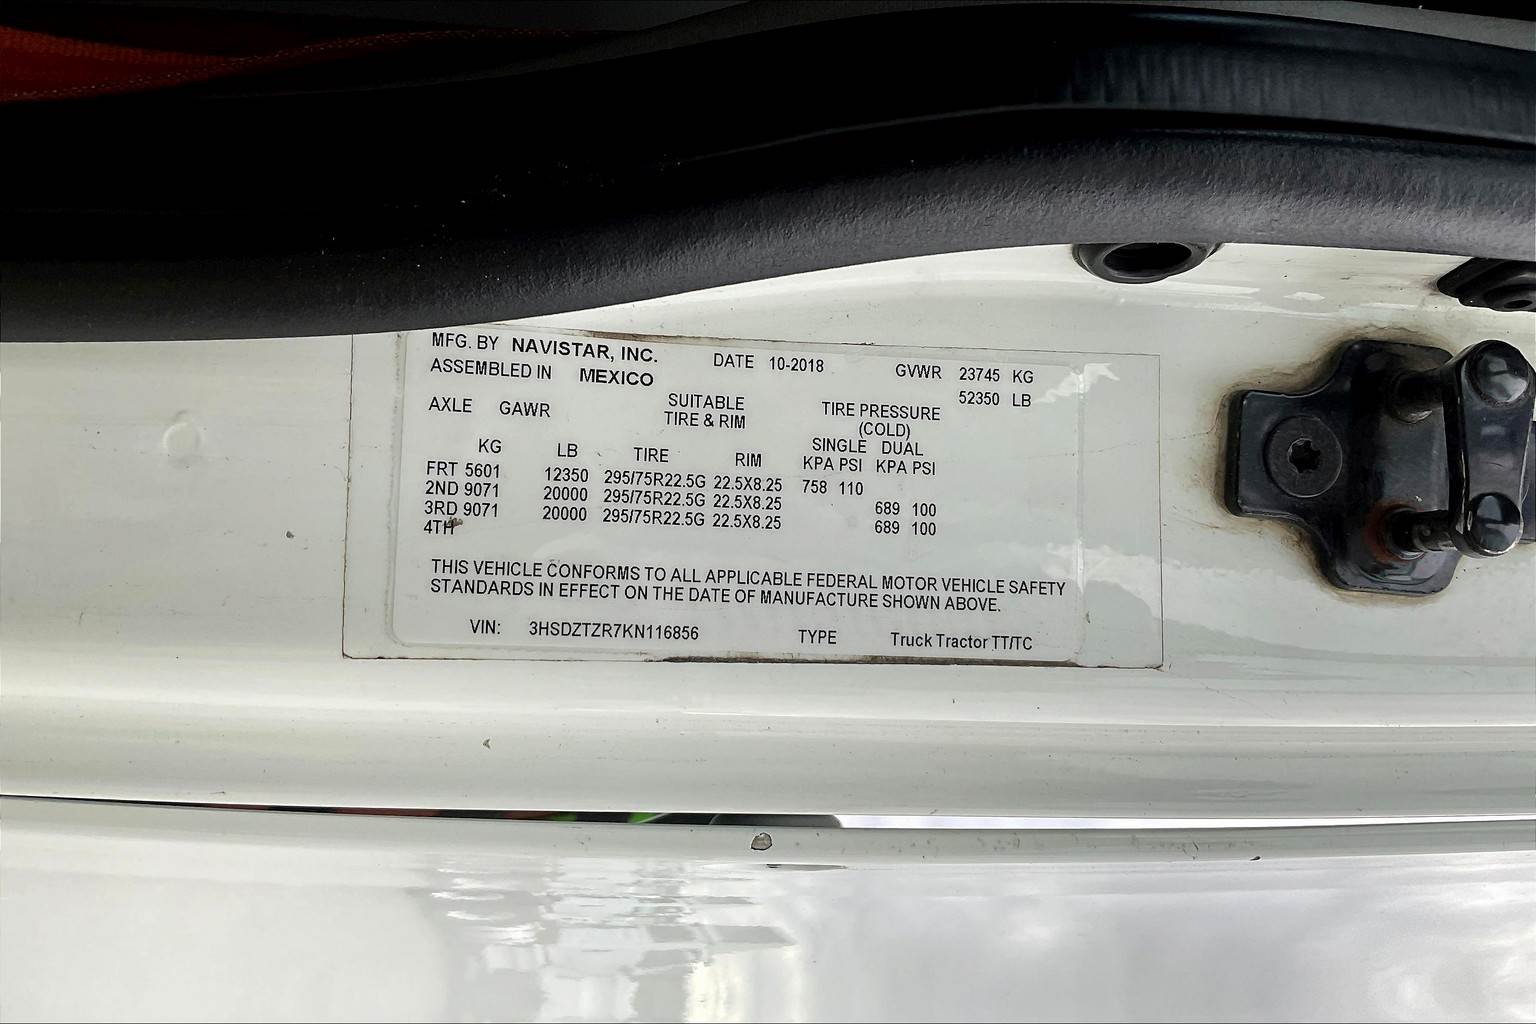 MFG. BY NAVISTAR, INC. DATE 10-2018 GVWR 23745 KG
ASSEMBLED IN MEXICO 52350 LB
AXLE GAWR SUITABLE TIRE PRESSURE
TIRE & RIM (COLD)
SINGLE DUAL
KG LB TIRE RIM KPA PSI KPA PSI
FRT 5601 12350 295/75R22.5G 22.5X8.25 758 110
2ND 9071 20000 295/75R22.5G 22.5X8.25 689 100
3RD 9071 20000 295/75R22.5G 22.5X8.25 689 100
4TH
THIS VEHICLE CONFORMS TO ALL APPLICABLE FEDERAL MOTOR VEHICLE SAFETY
STANDARDS IN EFFECT ON THE DATE OF MANUFACTURE SHOWN ABOVE.
VIN: 3HSDZTZR7KN116856 TYPE Truck Tractor TT/TC